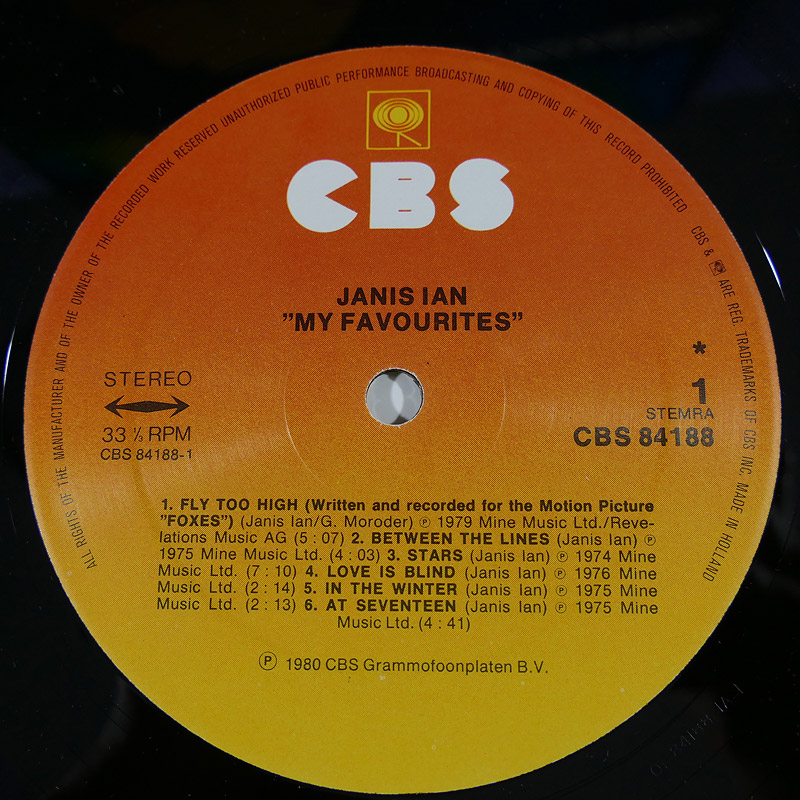 ALL RIGHTS OF THE MANUFACTURER AND OF THE OWNER OF THE RECORDED WORK RESERVED UNAUTHORIZED PUBLIC PERFORMANCE BROADCASTING AND COPYING OF THIS RECORD PROHIBITED CBS & ARE REG. TRADEMARKS OF CBS INC. MADE IN HOLLAND
CBS
JANIS IAN
"MY FAVOURITES"
STEREO
33 ⅓ RPM
CBS 84188-1
*
1
STEMRA
CBS 84188
1. FLY TOO HIGH (Written and recorded for the Motion Picture
"FOXES") (Janis Ian/G. Moroder) ℗ 1979 Mine Music Ltd./Reve-
lations Music AG (5 : 07) 2. BETWEEN THE LINES (Janis Ian) ℗
1975 Mine Music Ltd. (4 : 03) 3. STARS (Janis Ian) ℗ 1974 Mine
Music Ltd. (7 : 10) 4. LOVE IS BLIND (Janis Ian) ℗ 1976 Mine
Music Ltd. (2 : 14) 5. IN THE WINTER (Janis Ian) ℗ 1975 Mine
Music Ltd. (2 : 13) 6. AT SEVENTEEN (Janis Ian) ℗ 1975 Mine
Music Ltd. (4 : 41)
℗ 1980 CBS Grammofoonplaten B.V.